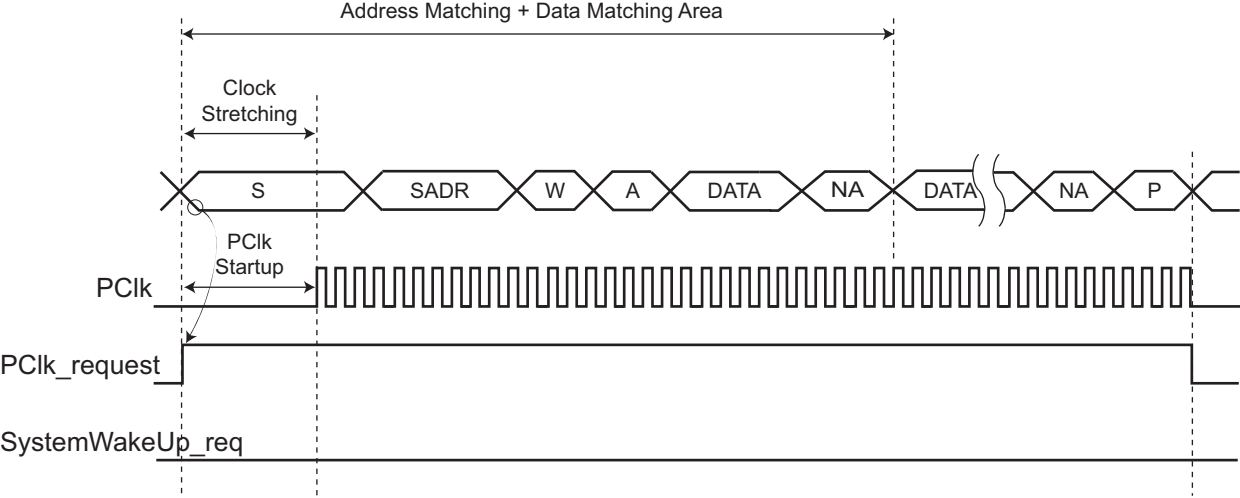 Address Matching + Data Matching Area
Clock
Stretching
S SADR W A DATA NA DATA NA P
PClk
Startup
PClk
PClk_request
SystemWakeUp_req